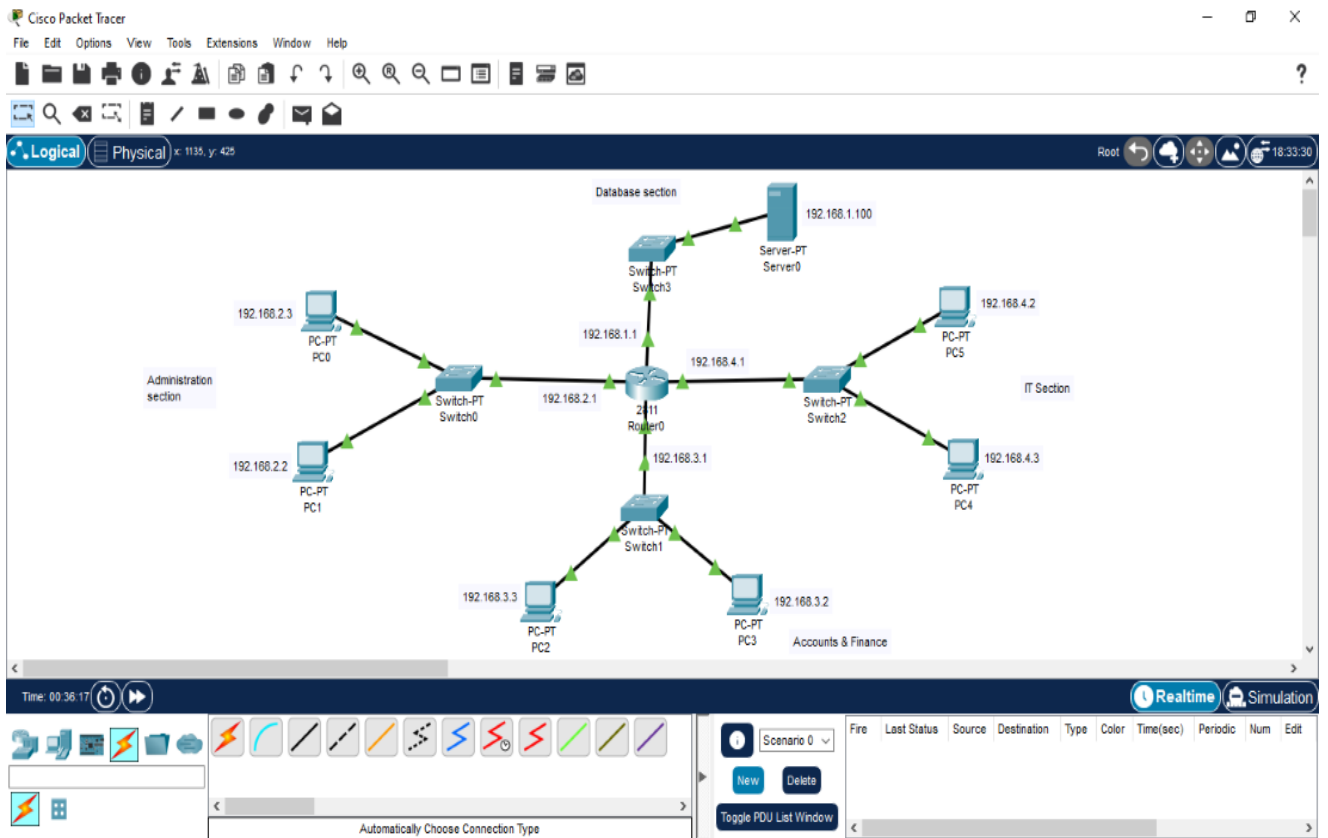 Cisco Packet Tracer
File Edit Options View Tools Extensions Window Help
?
Logical Physical x: 1135, y: 425 Root 18:33:30
Database section
192.168.1.100
Server-PT
Server0
Switch-PT
Switch3
192.168.2.3
PC-PT
PC0
192.168.1.1
192.168.4.2
PC-PT
PC5
192.168.4.1
Administration
section
Switch-PT
Switch0
192.168.2.1
2811
Router0
Switch-PT
Switch2
IT Section
192.168.2.2
PC-PT
PC1
192.168.3.1
192.168.4.3
PC-PT
PC4
Switch-PT
Switch1
192.168.3.3
PC-PT
PC2
192.168.3.2
PC-PT
PC3
Accounts & Finance
Time: 00:36:17 Realtime Simulation
Scenario 0
Fire Last Status Source Destination Type Color Time(sec) Periodic Num Edit
New Delete
Toggle PDU List Window
Automatically Choose Connection Type